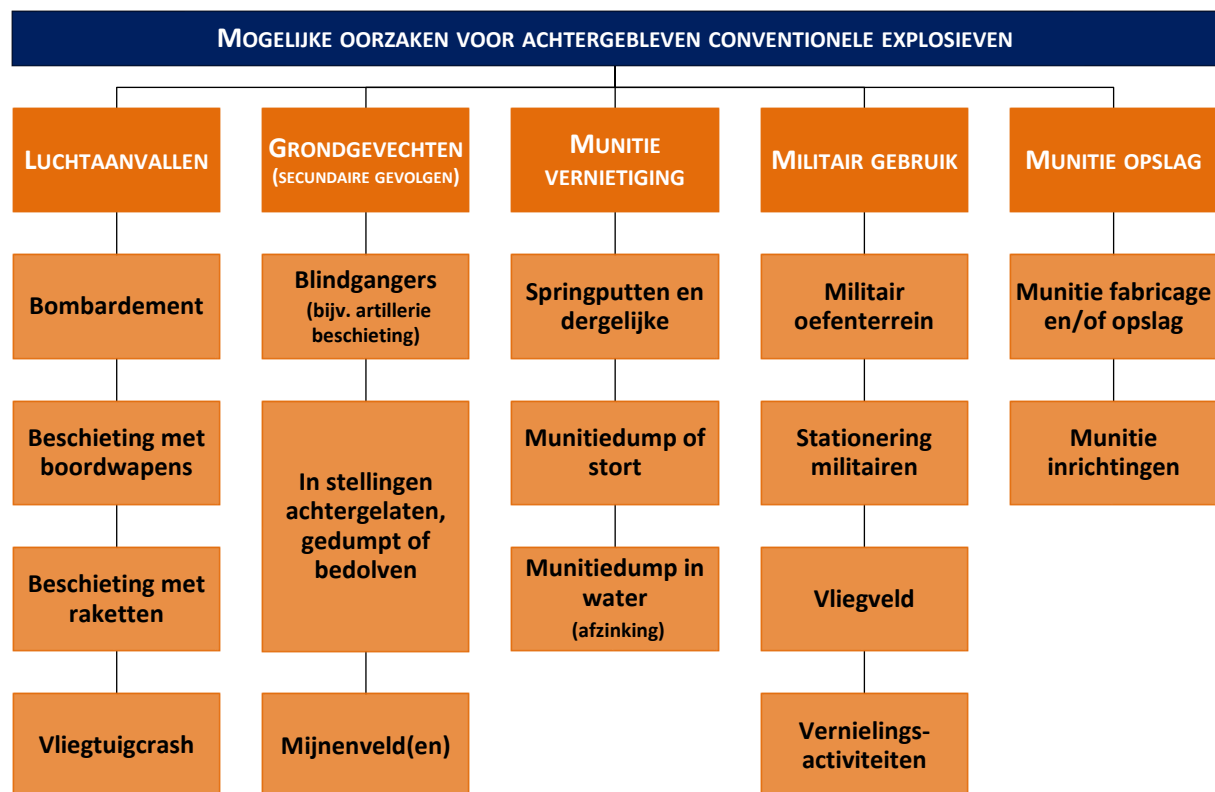 MOGELIJKE OORZAKEN VOOR ACHTERGEBLEVEN CONVENTIONELE EXPLOSIEVEN
LUCHTAANVALLEN
Bombardement
Beschieting met
boordwapens
Beschieting met
raketten
Vliegtuigcrash
GRONDGEVECHTEN
(SECUNDAIRE GEVOLGEN)
Blindgangers
(bijv. artillerie
beschieting)
In stellingen
achtergelaten,
gedumpt of
bedolven
Mijnenveld(en)
MUNITIE
VERNIETIGING
Springputten en
dergelijke
Munitiedump of
stort
Munitiedump in
water
(afzinking)
MILITAIR GEBRUIK
Militair
oefenterrein
Stationering
militairen
Vliegveld
Vernielings-
activiteiten
MUNITIE OPSLAG
Munitie fabricage
en/of opslag
Munitie
inrichtingen